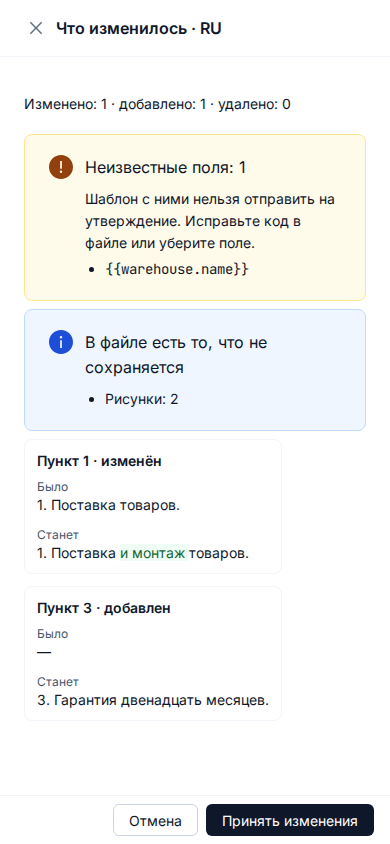 Что изменилось · RU
Изменено: 1 · добавлено: 1 · удалено: 0
Неизвестные поля: 1
Шаблон с ними нельзя отправить на
утверждение. Исправьте код в
файле или уберите поле.
• {{warehouse.name}}
В файле есть то, что не
сохраняется
• Рисунки: 2
Пункт 1 · изменён
Было
1. Поставка товаров.
Станет
1. Поставка и монтаж товаров.
Пункт 3 · добавлен
Было
—
Станет
3. Гарантия двенадцать месяцев.
Отмена
Принять изменения